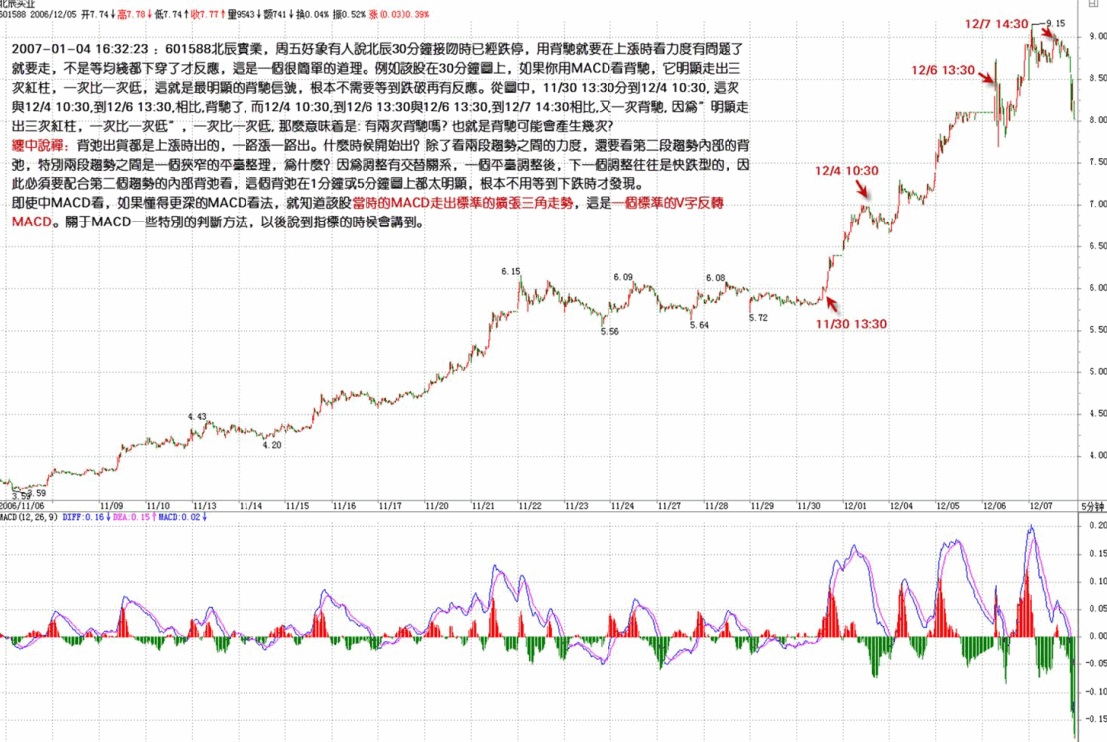 北辰实业
601588 2006/12/05 开7.74↓高7.78↓低7.74↑收7.77↑量9543↓额741↓换0.04% 振0.52% 涨(0.03)0.39%
2007-01-04 16:32:23 : 601588北辰實業，周五好象有人說北辰30分鐘接吻時已經跌停，用背馳就要在上漲時看力度有問題了
就要走，不是等均綫都下穿了才反應，這是一個很簡單的道理。例如該股在30分鐘圖上，如果你用MACD看背馳，它明顯走出三
次紅柱，一次比一次低，這就是最明顯的背馳信號，根本不需要等到跌破再有反應。從圖中，11/30 13:30分到12/4 10:30, 這次
與12/4 10:30,到12/6 13:30,相比,背馳了, 而12/4 10:30,到12/6 13:30與12/6 13:30,到12/7 14:30相比,又一次背馳, 因爲”明顯走
出三次紅柱，一次比一次低”，一次比一次低, 那麽意味着是: 有兩次背馳嗎? 也就是背馳可能會產生幾次?
纏中說禪：背弛出貨都是上漲時出的，一路漲一路出。什麽時候開始出? 除了看兩段趨勢之間的力度，還要看第二段趨勢內部的背
弛，特別兩段趨勢之間是一個狹窄的平臺整理，爲什麽? 因爲調整有交替關系，一個平臺調整後，下一個調整往往是快跌型的，因
此必須要配合第二個趨勢的內部背弛看，這個背弛在1分鐘或5分鐘圖上都太明顯，根本不用等到下跌時才發現。
即使中MACD看，如果懂得更深的MACD看法，就知道該股當時的MACD走出標準的擴張三角走勢，這是一個標準的V字反轉
MACD。關于MACD一些特別的判斷方法，以後說到指標的時候會講到。
12/7 14:30
9.15
9.00
12/6 13:30
8.50
8.00
12/4 10:30
7.50
7.00
6.50
6.15
6.09
6.08
6.00
11/30 13:30
5.72
5.64
5.56
5.50
5.00
4.50
4.43
4.20
4.00
3.59
3.59
2006/11/06 11/09 11/10 11/13 11/14 11/15 11/16 11/17 11/20 11/21 11/22 11/23 11/24 11/27 11/28 11/29 11/30 12/01 12/04 12/05 12/06 12/07 5分钟
MACD(12,26,9) DIFF:0.16↓ DEA:0.15↑ MACD:0.02↓
0.20
0.15
0.10
0.05
0.00
-0.05
-0.10
-0.15